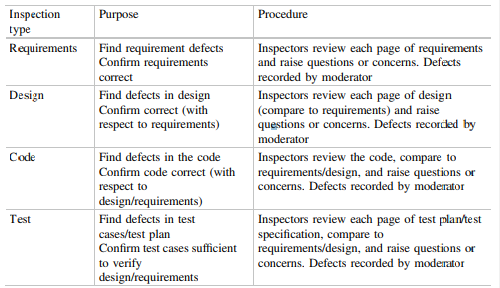 Inspection type Purpose Procedure
Requirements Find requirement defects Inspectors review each page of requirements
Confirm requirements and raise questions or concerns. Defects
correct recorded by moderator
Design Find defects in design Inspectors review each page of design
Confirm correct (with (compare to requirements) and raise
respect to requirements) questions or concerns. Defects recorded by
moderator
Code Find defects in the code Inspectors review the code, compare to
Confirm code correct (with requirements/design, and raise questions or
respect to concerns. Defects recorded by moderator
design/requirements)
Test Find defects in test Inspectors review each page of test plan/test
cases/test plan specification, compare to
Confirm test cases sufficient requirements/design, and raise questions or
to verify concerns. Defects recorded by moderator
design/requirements